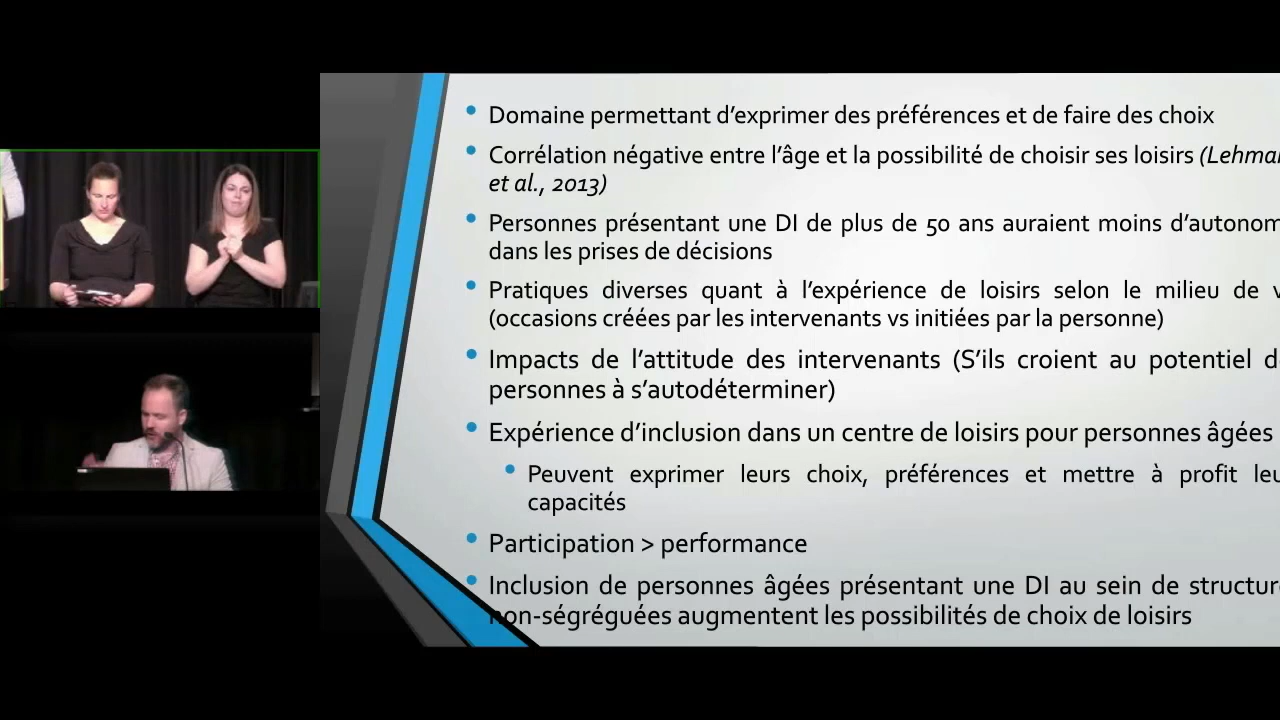 Domaine permettant d'exprimer des préférences et de faire des choix
Corrélation négative entre l'âge et la possibilité de choisir ses loisirs
et al., 2013)
Personnes présentant une DI de plus de 50 ans auraient moins
dans les prises de décisions
Pratiques diverses quant à l'expérience de loisirs selon le milieu de
(occasions créées par les intervenants vs initiées par la personne)
Impacts de l'attitude des intervenants (S'ils croient au potentiel
personnes à s'autodéterminer)
Expérience d'inclusion dans un centre de loisirs pour personnes âgées
Peuvent exprimer leurs choix, préférences et mettre à profit
capacités
Participation > performance
Inclusion de personnes âgées présentant une DI au sein de
non-ségréguées augmentent les possibilités de choix de loisirs